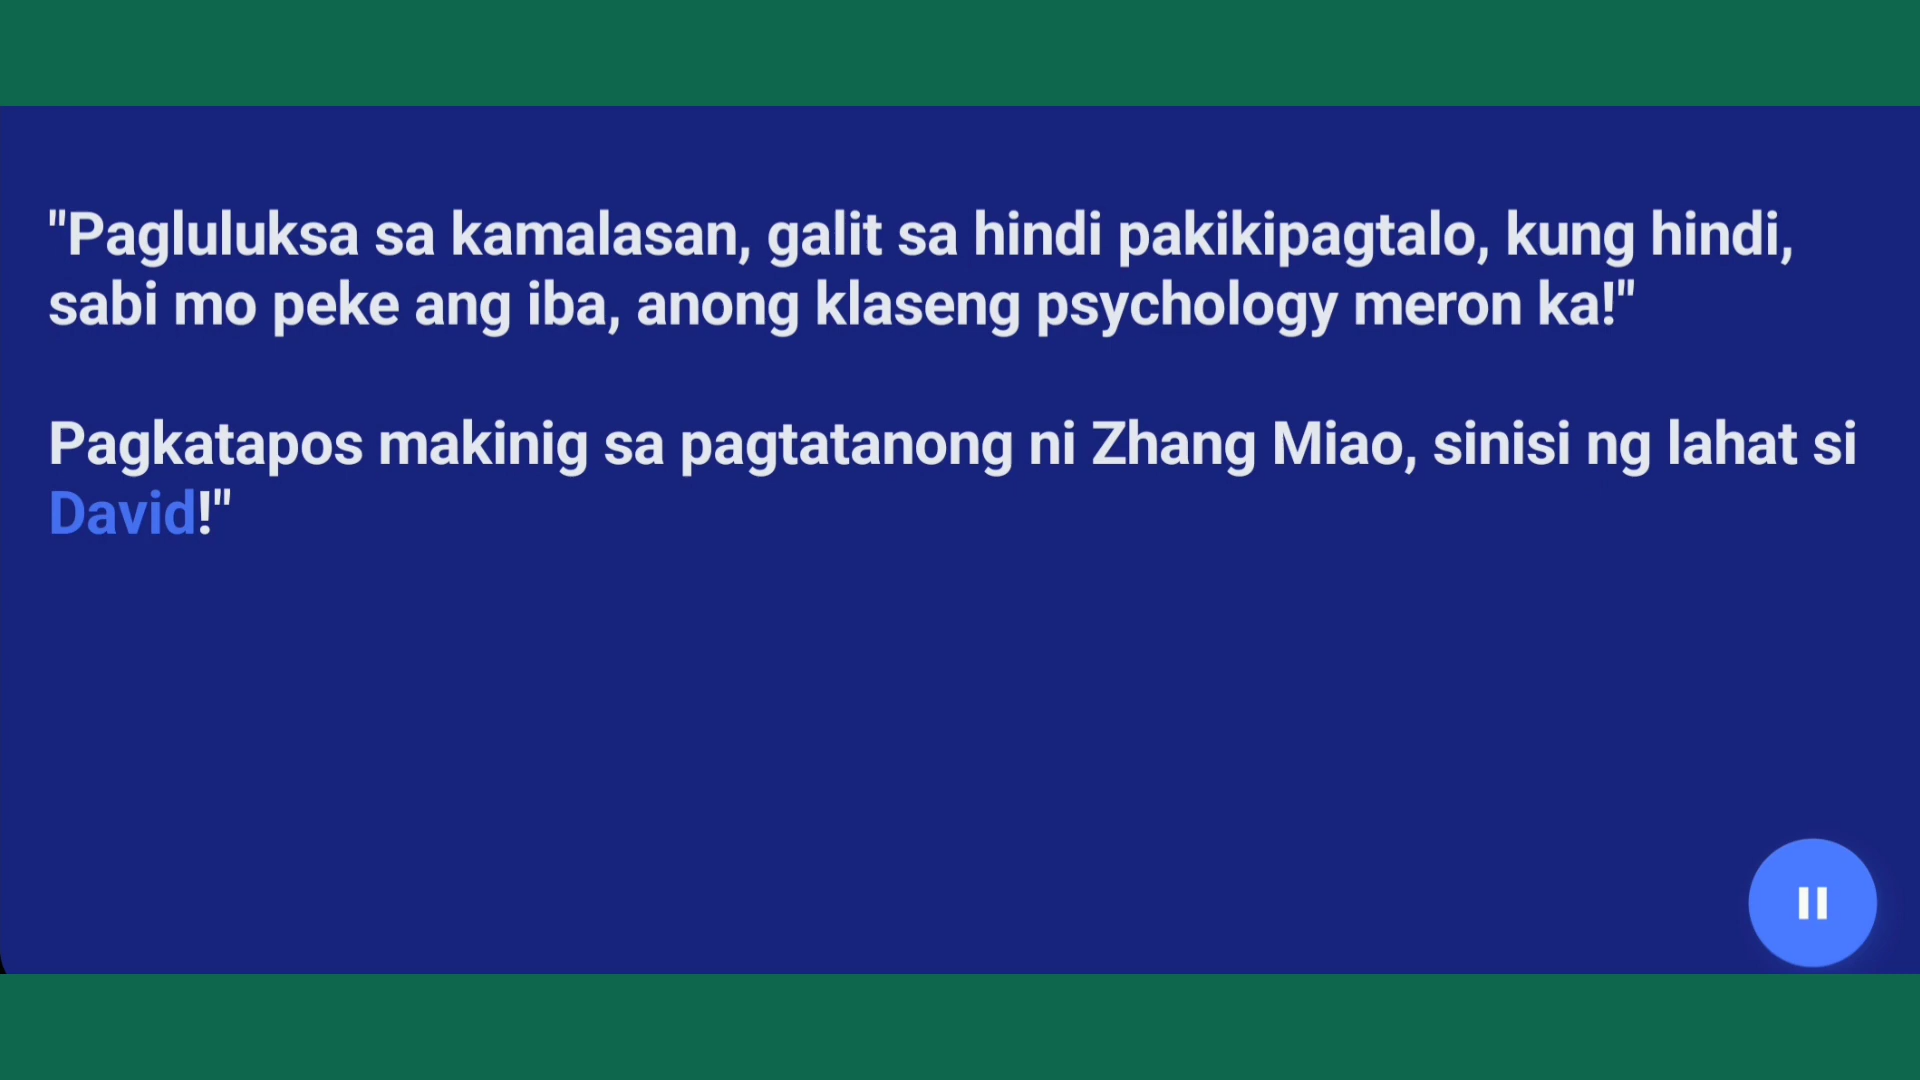 "Pagluluksa sa kamalasan, galit sa hindi pakikipagtalo, kung hindi,
sabi mo peke ang iba, anong klaseng psychology meron ka!"
Pagkatapos makinig sa pagtatanong ni Zhang Miao, sinisi ng lahat si
David!"